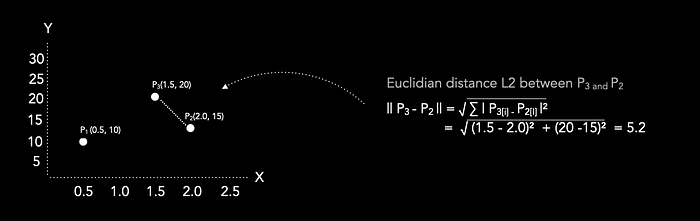 Y
30
25
20
15
10
5
P3(1.5, 20)
P2(2.0, 15)
P1 (0.5, 10)
0.5 1.0 1.5 2.0 2.5
X
Euclidian distance L2 between P3 and P2
|| P3 - P2 || = √∑ | P3[i] - P2[i] |²
= √(1.5 - 2.0)² + (20 -15)² = 5.2